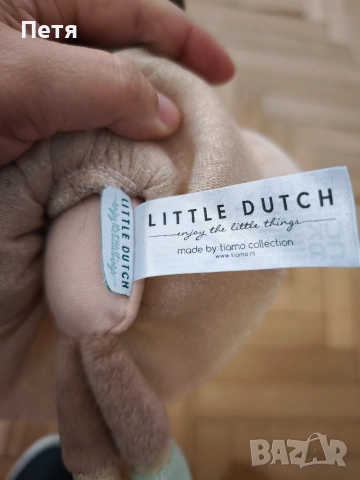 Петя
LITTLE DUTCH
enjoy the little things
made by tiamo collection
www.tiamo.nl
LITTLE DUTCH
BAZAR